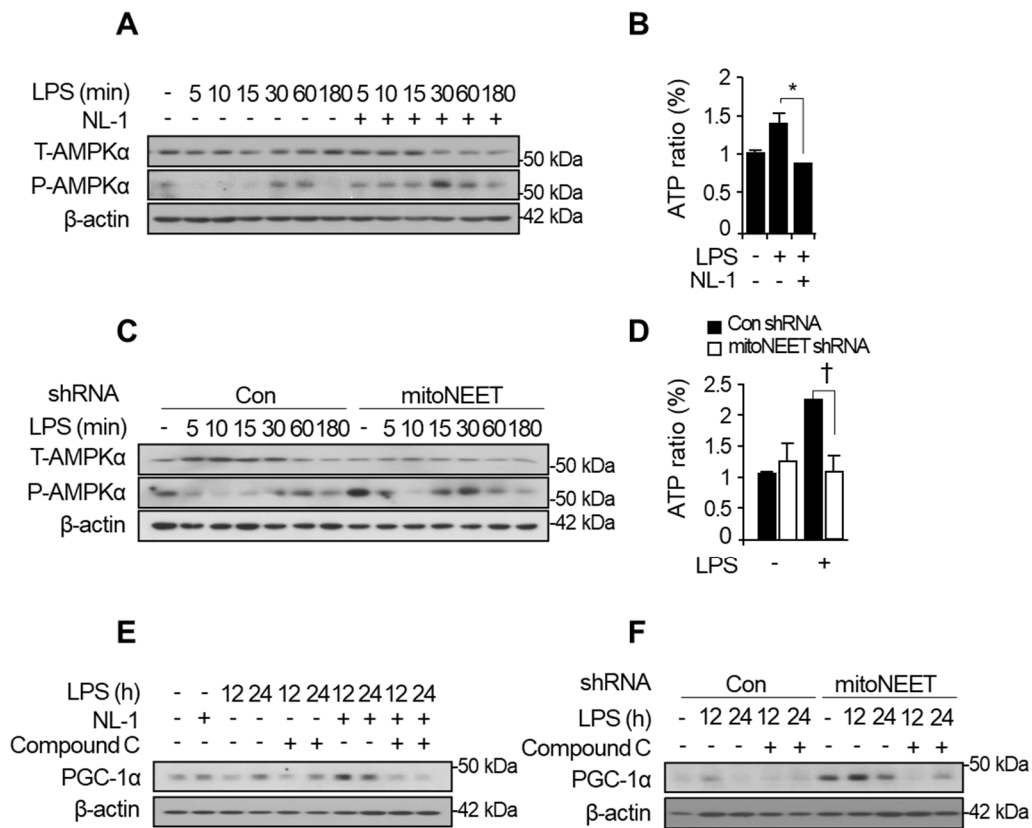 A
LPS (min) - 5 10 15 30 60 180 5 10 15 30 60 180
NL-1 - - - - - - - + + + + + +
T-AMPKα -50 kDa
P-AMPKα -50 kDa
β-actin -42 kDa
B
ATP ratio (%)
2
1.5
1
0.5
0
*
LPS - + +
NL-1 - - +
C
shRNA Con mitoNEET
LPS (min) - 5 10 15 30 60 180 - 5 10 15 30 60 180
T-AMPKα -50 kDa
P-AMPKα -50 kDa
β-actin -42 kDa
D
Con shRNA
mitoNEET shRNA
ATP ratio (%)
2.5
2
1.5
1
0.5
0
†
LPS - +
E
LPS (h) - - 12 24 12 24 12 24 12 24
NL-1 - + - - - - + + + +
Compound C - - - - + + - - + +
PGC-1α -50 kDa
β-actin -42 kDa
F
shRNA Con mitoNEET
LPS (h) - 12 24 12 24 - 12 24 12 24
Compound C - - - + + - - - + +
PGC-1α -50 kDa
β-actin -42 kDa